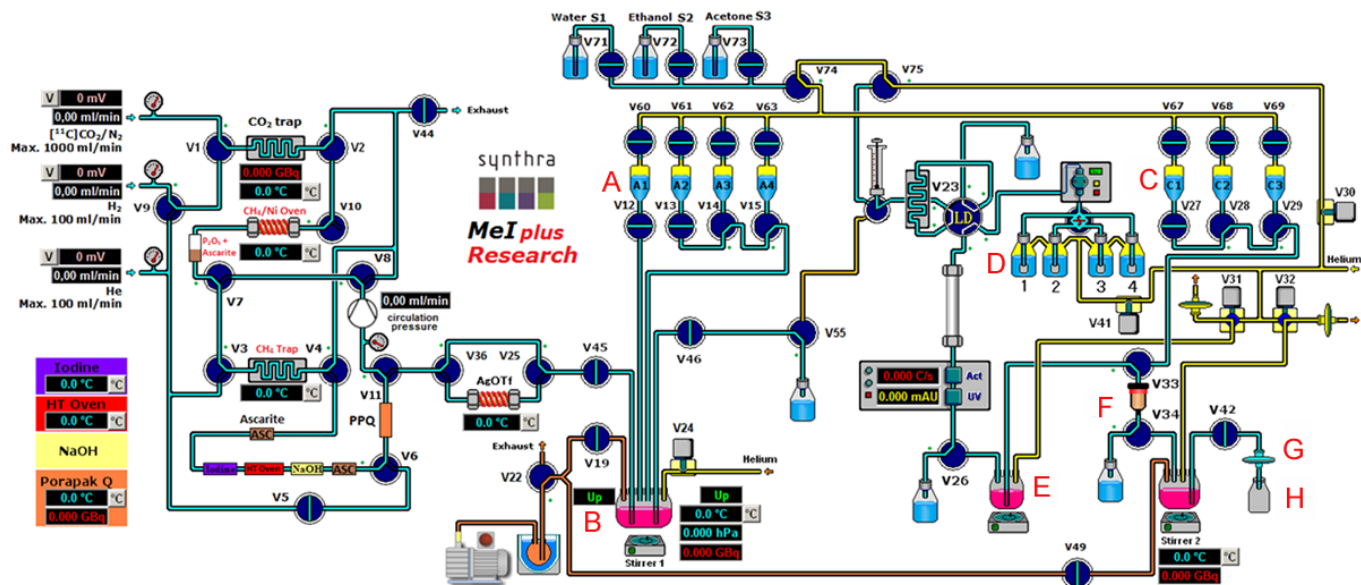 Water S1
Ethanol S2
Acetone S3
V71
V72
V73
V74
V75
V 0 mV
0,00 ml/min
[¹¹C]CO₂/N₂
Max. 1000 ml/min
CO₂ trap
V1
V2
0.000 GBq
0.0 °C °C
V44
Exhaust
V 0 mV
0,00 ml/min
H₂
Max. 100 ml/min
V9
CH₄/Ni Oven
V10
P₂O₅ +
Ascarite
0.0 °C °C
V 0 mV
0,00 ml/min
He
Max. 100 ml/min
V7
V8
0,00 ml/min
circulation
pressure
V3
CH₄ Trap
V4
0.0 °C °C
V11
PPQ
Ascarite
ASC
Iodine
HT Oven
NaOH
ASC
V6
V5
Iodine
0.0 °C °C
HT Oven
0.0 °C °C
NaOH
Porapak Q
0.0 °C °C
0.000 GBq
synthra
MeI plus
Research
V36
V25
AgOTf
0.0 °C °C
V45
V46
V55
V60
V61
V62
V63
A
A1
A2
A3
A4
V12
V13
V14
V15
Exhaust
V22
V19
V24
Helium
Up
B
Up
0.0 °C °C
0.000 hPa
0.000 GBq
Stirrer 1
V23
LD
D
1
2
3
4
V41
0.000 C/s
0.000 mAU
Act
UV
V26
E
V67
V68
V69
C
C1
C2
C3
V27
V28
V29
V30
Helium
V31
V32
V33
F
V34
V42
G
H
Stirrer 2
0.0 °C °C
0.000 GBq
V49